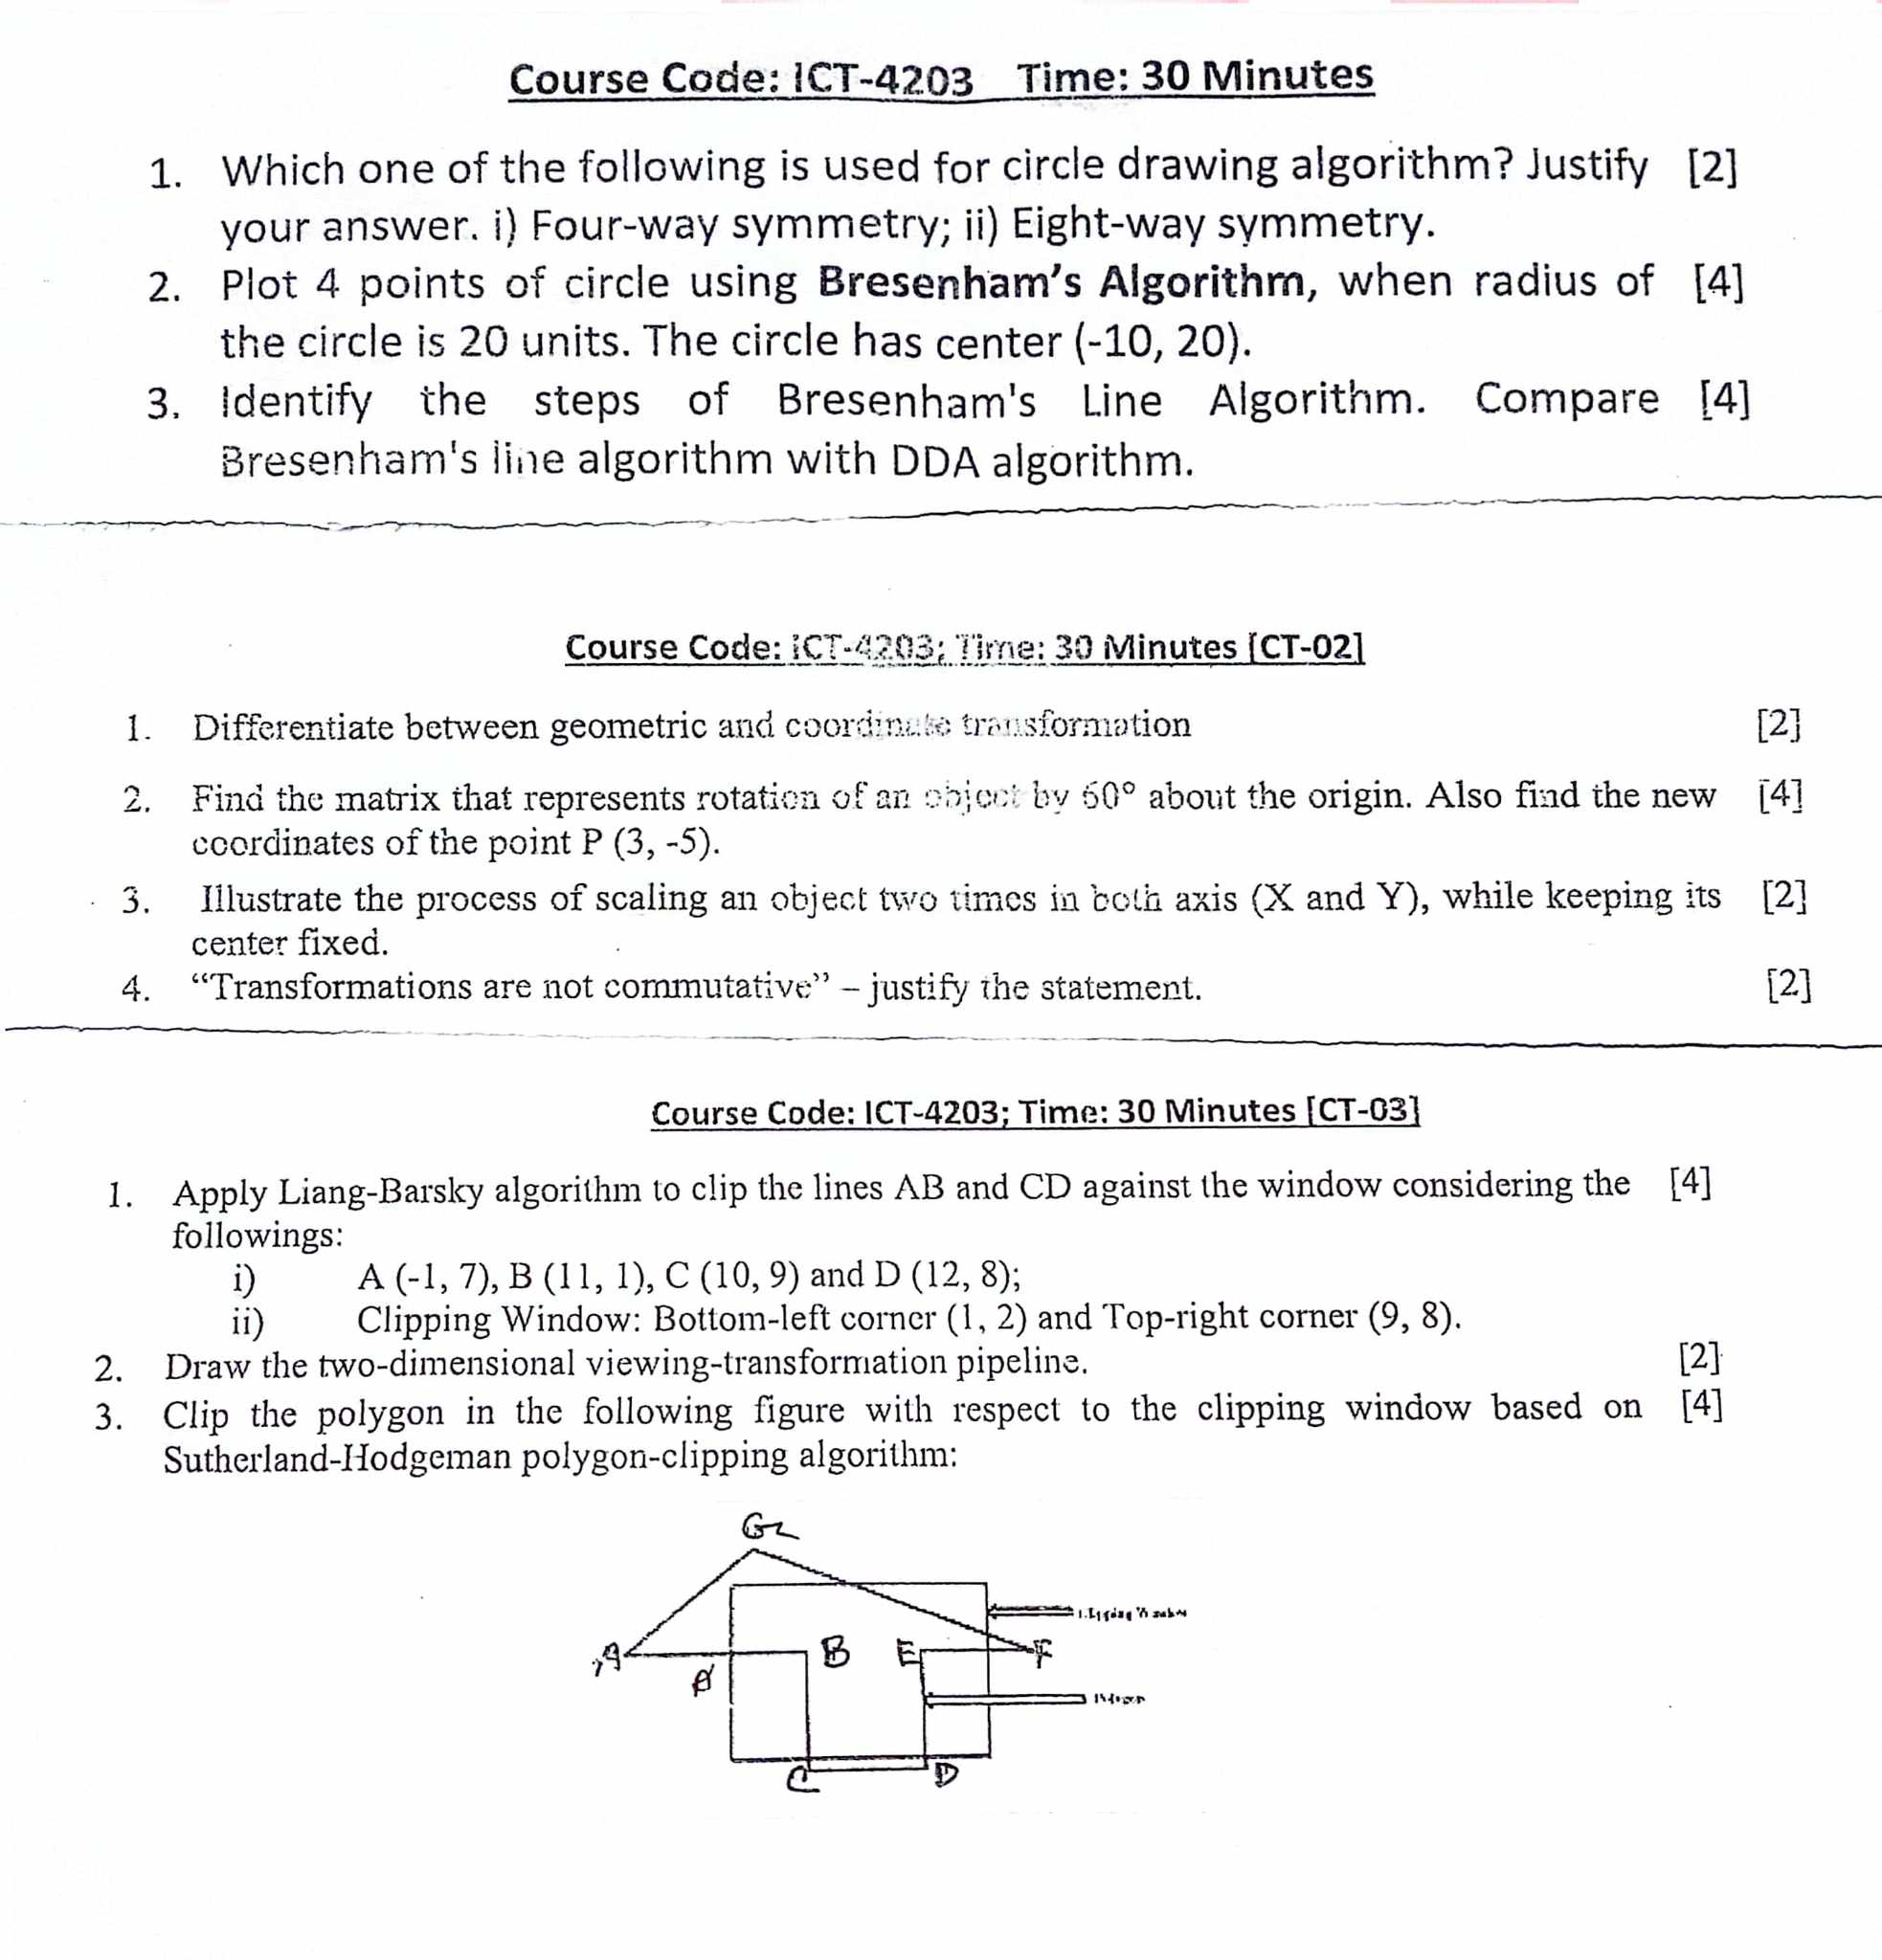 Course Code: ICT-4203 Time: 30 Minutes
1. Which one of the following is used for circle drawing algorithm? Justify [2]
your answer. i) Four-way symmetry; ii) Eight-way symmetry.
2. Plot 4 points of circle using Bresenham's Algorithm, when radius of [4]
the circle is 20 units. The circle has center (-10, 20).
3. Identify the steps of Bresenham's Line Algorithm. Compare [4]
Bresenham's line algorithm with DDA algorithm.
Course Code: ICT-4203; Time: 30 Minutes [CT-02]
1. Differentiate between geometric and coordinate transformation [2]
2. Find the matrix that represents rotation of an object by 60° about the origin. Also find the new [4]
coordinates of the point P (3, -5).
3. Illustrate the process of scaling an object two times in both axis (X and Y), while keeping its [2]
center fixed.
4. “Transformations are not commutative” – justify the statement. [2]
Course Code: ICT-4203; Time: 30 Minutes [CT-03]
1. Apply Liang-Barsky algorithm to clip the lines AB and CD against the window considering the [4]
followings:
i) A (-1, 7), B (11, 1), C (10, 9) and D (12, 8);
ii) Clipping Window: Bottom-left corner (1, 2) and Top-right corner (9, 8).
2. Draw the two-dimensional viewing-transformation pipeline. [2]
3. Clip the polygon in the following figure with respect to the clipping window based on [4]
Sutherland-Hodgeman polygon-clipping algorithm:
G
A B E F
C D